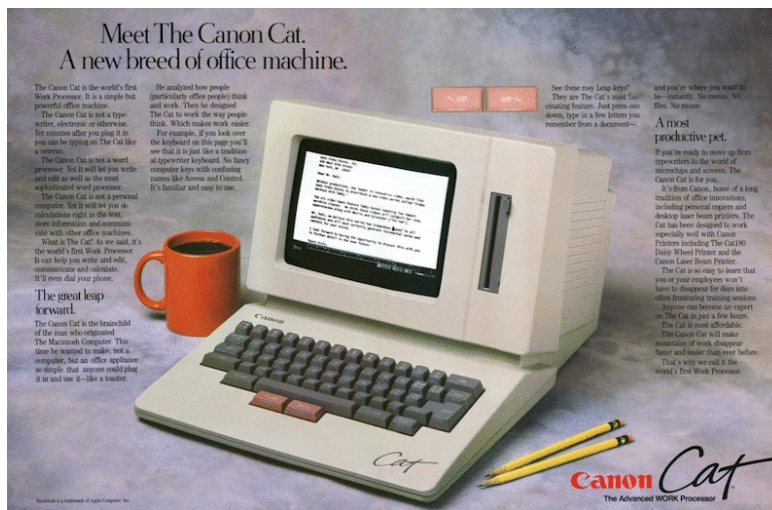 Meet The Canon Cat.
A new breed of office machine.
The Canon Cat is the world's first
Work Processor. It is a simple but
powerful office machine.
The Canon Cat is not a type-
writer, electronic or otherwise.
Yet minutes after you plug it in
you can be typing on The Cat like
a veteran.
The Canon Cat is not a word
processor. Yet it will let you write
and edit as well as the most
sophisticated word processor.
The Canon Cat is not a personal
computer. Yet it will let you do
calculations right in the text,
store information and communi-
cate with other office machines.
What is The Cat? As we said, it's
the world's first Work Processor.
It can help you write and edit,
communicate and calculate.
It'll even dial your phone.
The great leap
forward.
The Canon Cat is the brainchild
of the man who originated
The Macintosh Computer. This
time he wanted to make, not a
computer, but an office appliance
so simple that anyone could plug
it in and use it—like a toaster.
He analyzed how people
(particularly office people) think
and work. Then he designed
The Cat to work the way people
think. Which makes work easier.
For example, if you look over
the keyboard on this page you'll
see that it is just like a tradition-
al typewriter keyboard. No fancy
computer keys with confusing
names like Access and Control.
It's familiar and easy to use.
See these rosy Leap keys?
They are The Cat's most fas-
cinating feature. Just press one
down, type in a few letters you
remember from a document—
and you're where you want to
be—instantly. No menus. No
files. No mouse.
A most
productive pet.
If you're ready to move up from
typewriters to the world of
microchips and screens, The
Canon Cat is for you.
It's from Canon, home of a long
tradition of office innovations,
including personal copiers and
desktop laser beam printers. The
Cat has been designed to work
especially well with Canon
Printers including The Cat180
Daisy Wheel Printer and the
Canon Laser Beam Printer.
The Cat is so easy to learn that
you or your employees won't
have to disappear for days into
often frustrating training sessions.
Anyone can become an expert
on The Cat in just a few hours.
The Cat is most affordable.
The Canon Cat will make
mountains of work disappear
faster and easier than ever before.
That's why we call it the
world's first Work Processor.
Canon
Cat
Canon Cat
The Advanced WORK Processor
Macintosh is a trademark of Apple Computer, Inc.